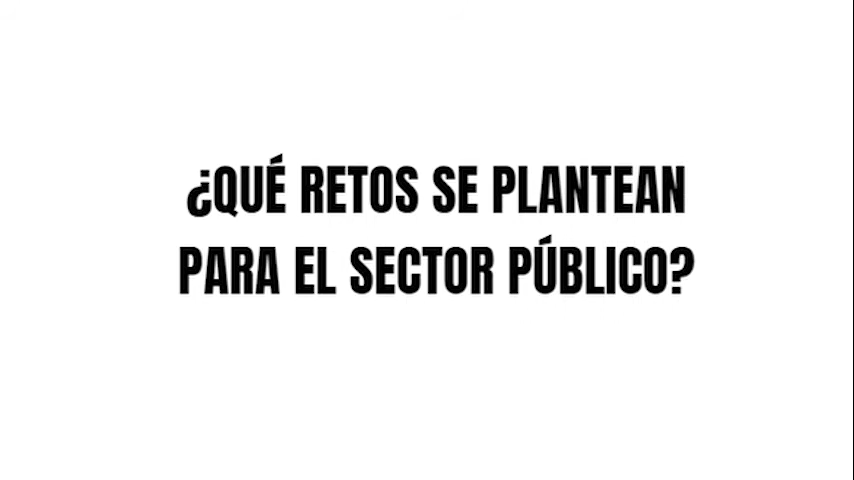 ¿QUÉ RETOS SE PLANTEAN
PARA EL SECTOR PÚBLICO?